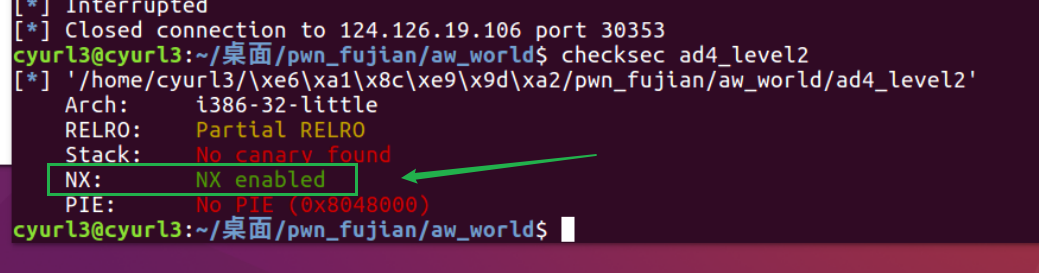 [*] Interrupted
[*] Closed connection to 124.126.19.106 port 30353
cyurl3@cyurl3:~/桌面/pwn_fujian/aw_world$ checksec ad4_level2
[*] '/home/cyurl3/\xe6\xa1\x8c\xe9\x9d\xa2/pwn_fujian/aw_world/ad4_level2'
    Arch:     i386-32-little
    RELRO:    Partial RELRO
    Stack:    No canary found
    NX:       NX enabled
    PIE:      No PIE (0x8048000)
cyurl3@cyurl3:~/桌面/pwn_fujian/aw_world$